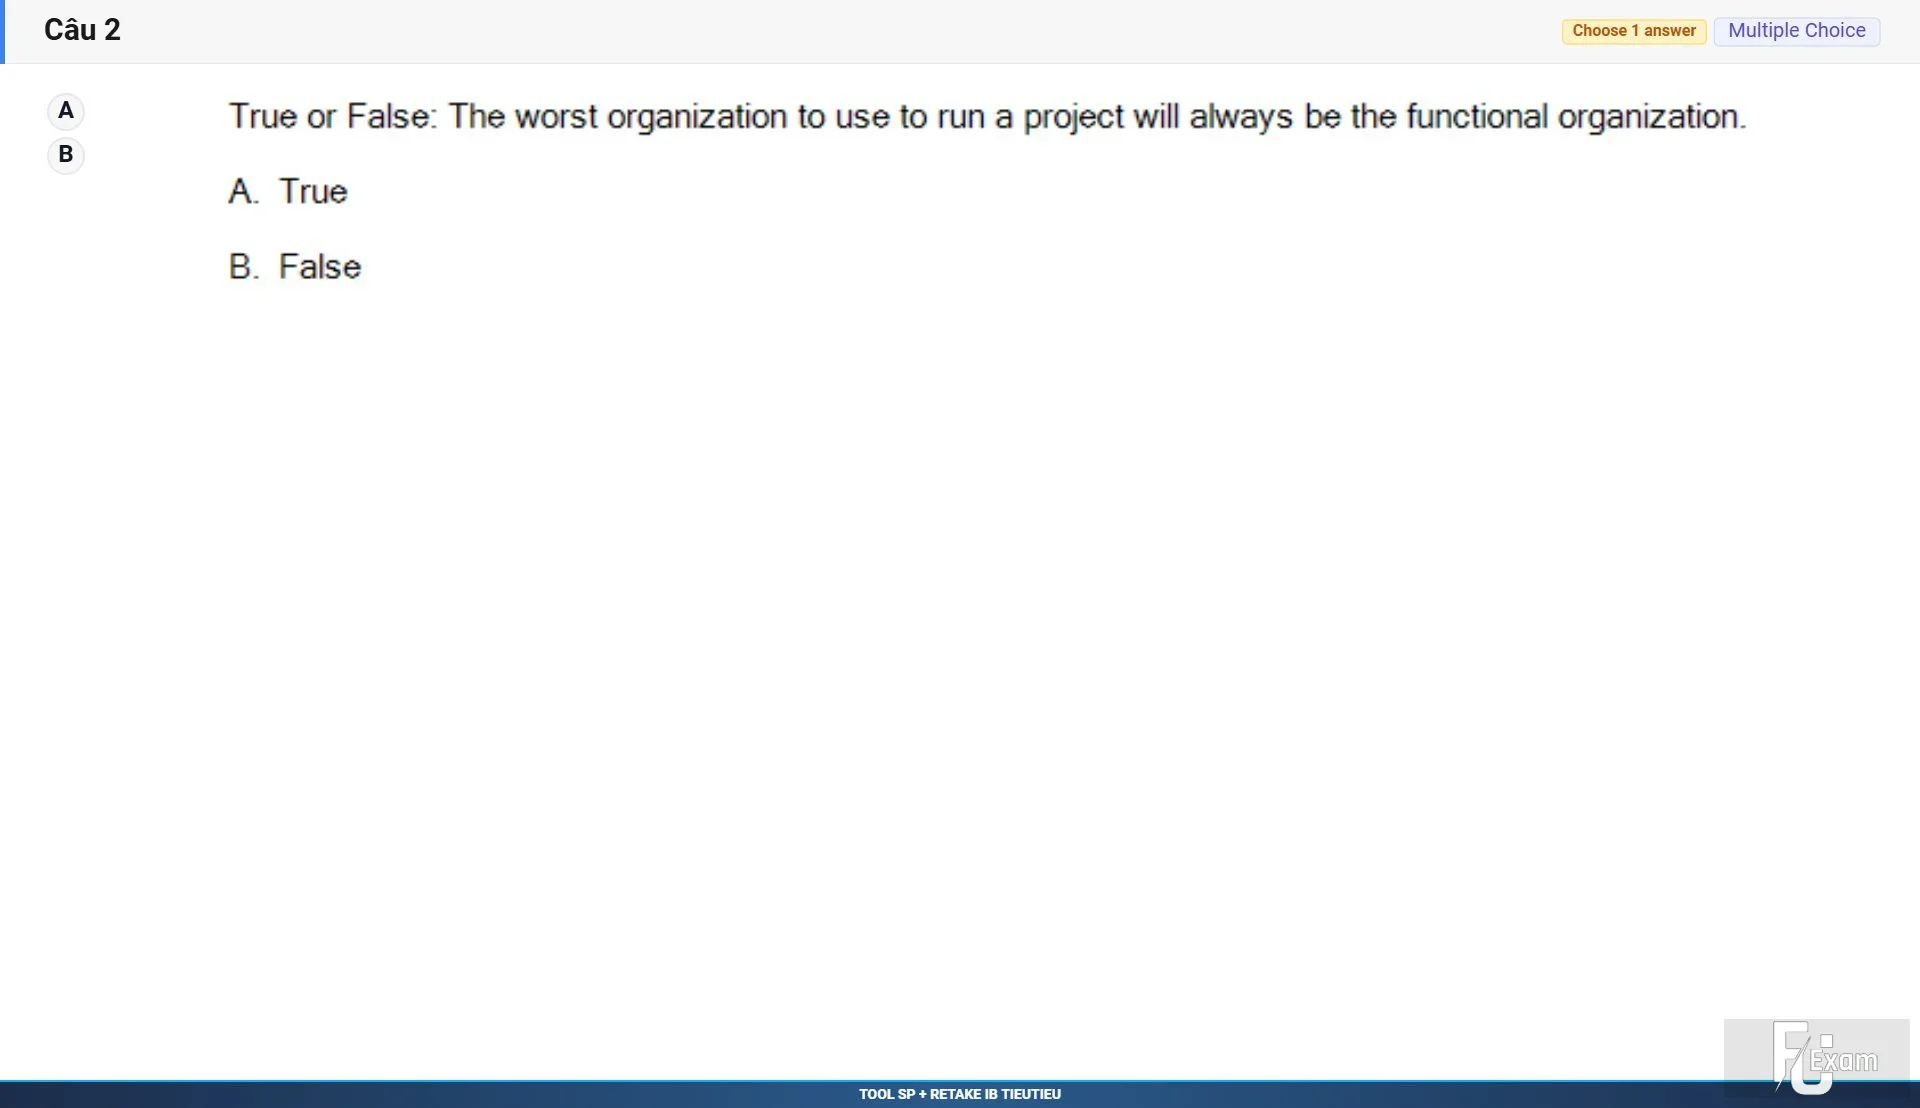 Câu 2
Choose 1 answer
Multiple Choice
A
B
True or False: The worst organization to use to run a project will always be the functional organization.
A. True
B. False
FU Exam
TOOL SP + RETAKE IB TIEUTIEU